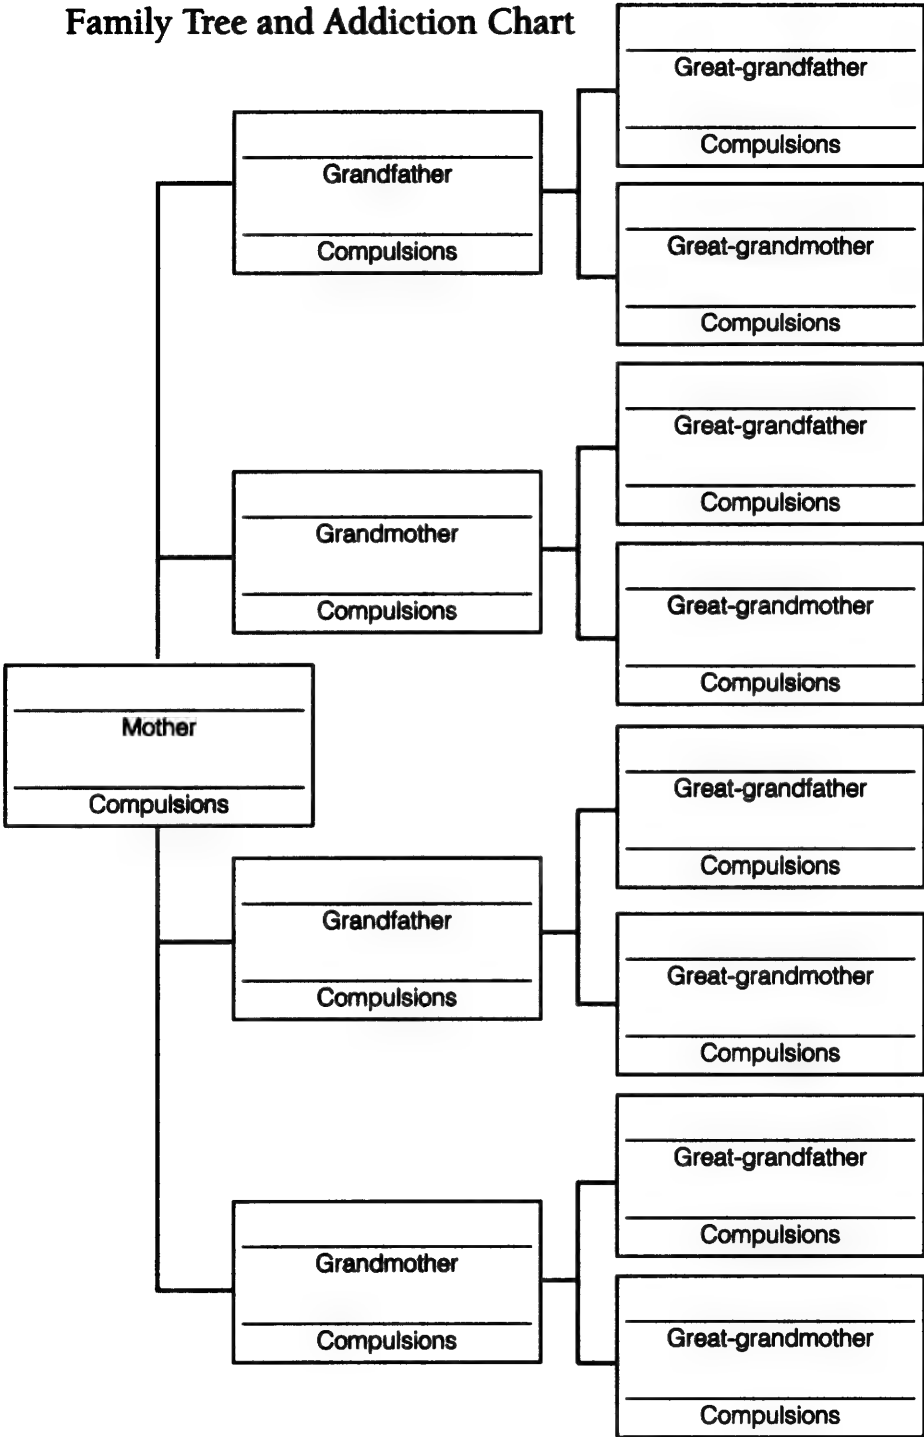 Family Tree and Addiction Chart
Great-grandfather
Compulsions
Grandfather
Compulsions
Great-grandmother
Compulsions
Great-grandfather
Compulsions
Grandmother
Compulsions
Great-grandmother
Compulsions
Mother
Compulsions
Great-grandfather
Compulsions
Grandfather
Compulsions
Great-grandmother
Compulsions
Great-grandfather
Compulsions
Grandmother
Compulsions
Great-grandmother
Compulsions